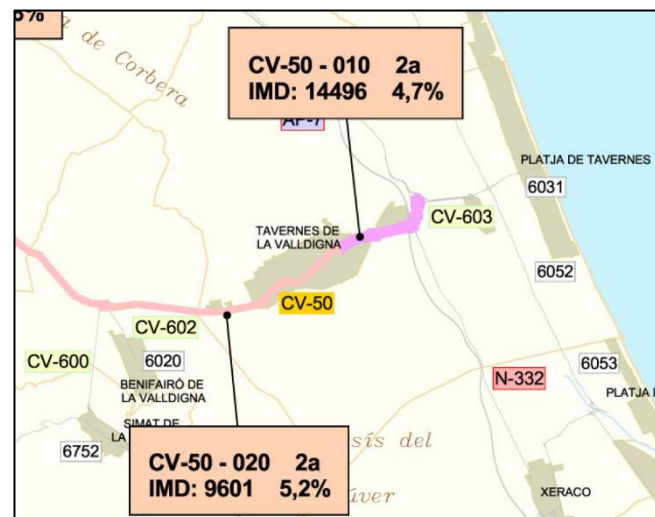 3%
a de
Corbera
CV-50 - 010 2a
IMD: 14496 4,7%
AP-7
PLATJA DE TAVERNES
6031
CV-603
TAVERNES DE
LA VALLDIGNA
6052
CV-50
CV-602
CV-600
6020
N-332
6053
BENIFAIRÓ DE
LA VALLDIGNA
PLATJA D
SIMAT DE
LA
6752
sís del
úver
CV-50 - 020 2a
IMD: 9601 5,2%
XERACO